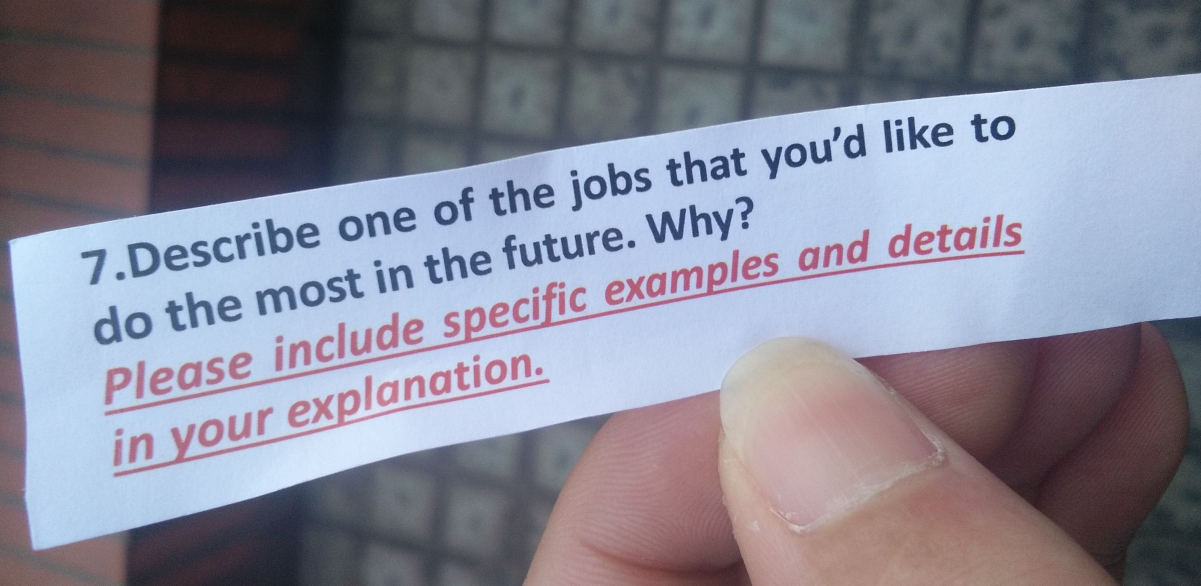 7.Describe one of the jobs that you’d like to
do the most in the future. Why?
Please include specific examples and details
in your explanation.